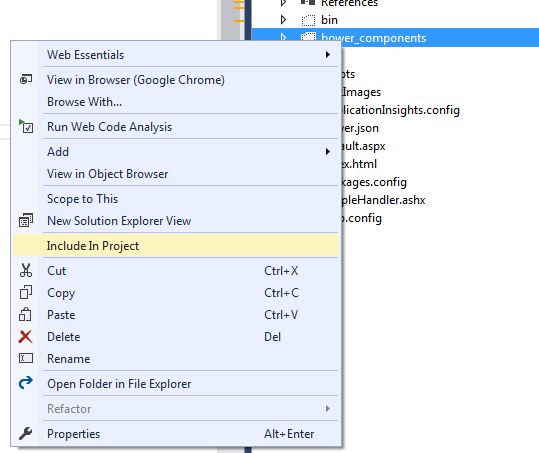 References
bin
bower_components
Web Essentials
View in Browser (Google Chrome)
Browse With...
Run Web Code Analysis
Add
View in Object Browser
Scope to This
New Solution Explorer View
Include In Project
Cut Ctrl+X
Copy Ctrl+C
Paste Ctrl+V
Delete Del
Rename
Open Folder in File Explorer
Refactor
Properties Alt+Enter
pts
Images
plicationInsights.config
er.json
ault.aspx
ex.html
kages.config
pleHandler.ashx
.config